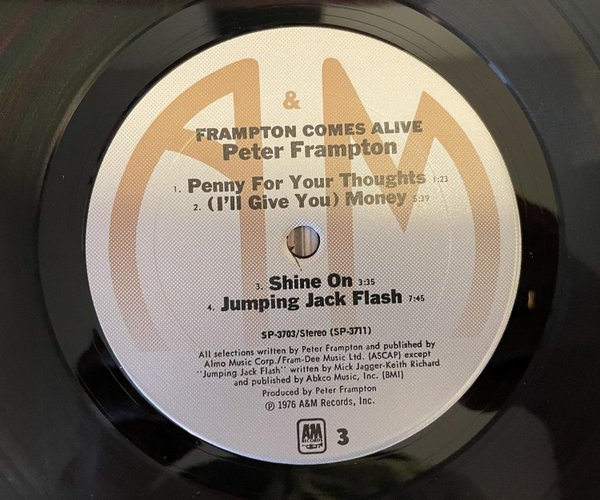 &
FRAMPTON COMES ALIVE
Peter Frampton
1. Penny For Your Thoughts 1:23
2. (I'll Give You) Money 5:39
3. Shine On 3:35
4. Jumping Jack Flash 7:45
SP-3703/Stereo (SP-3711)
All selections written by Peter Frampton and published by
Almo Music Corp./Fram-Dee Music Ltd. (ASCAP) except
"Jumping Jack Flash" written by Mick Jagger-Keith Richard
and published by Abkco Music, Inc. (BMI)
Produced by Peter Frampton
℗ 1976 A&M Records, Inc.
A&M
RECORDS
3